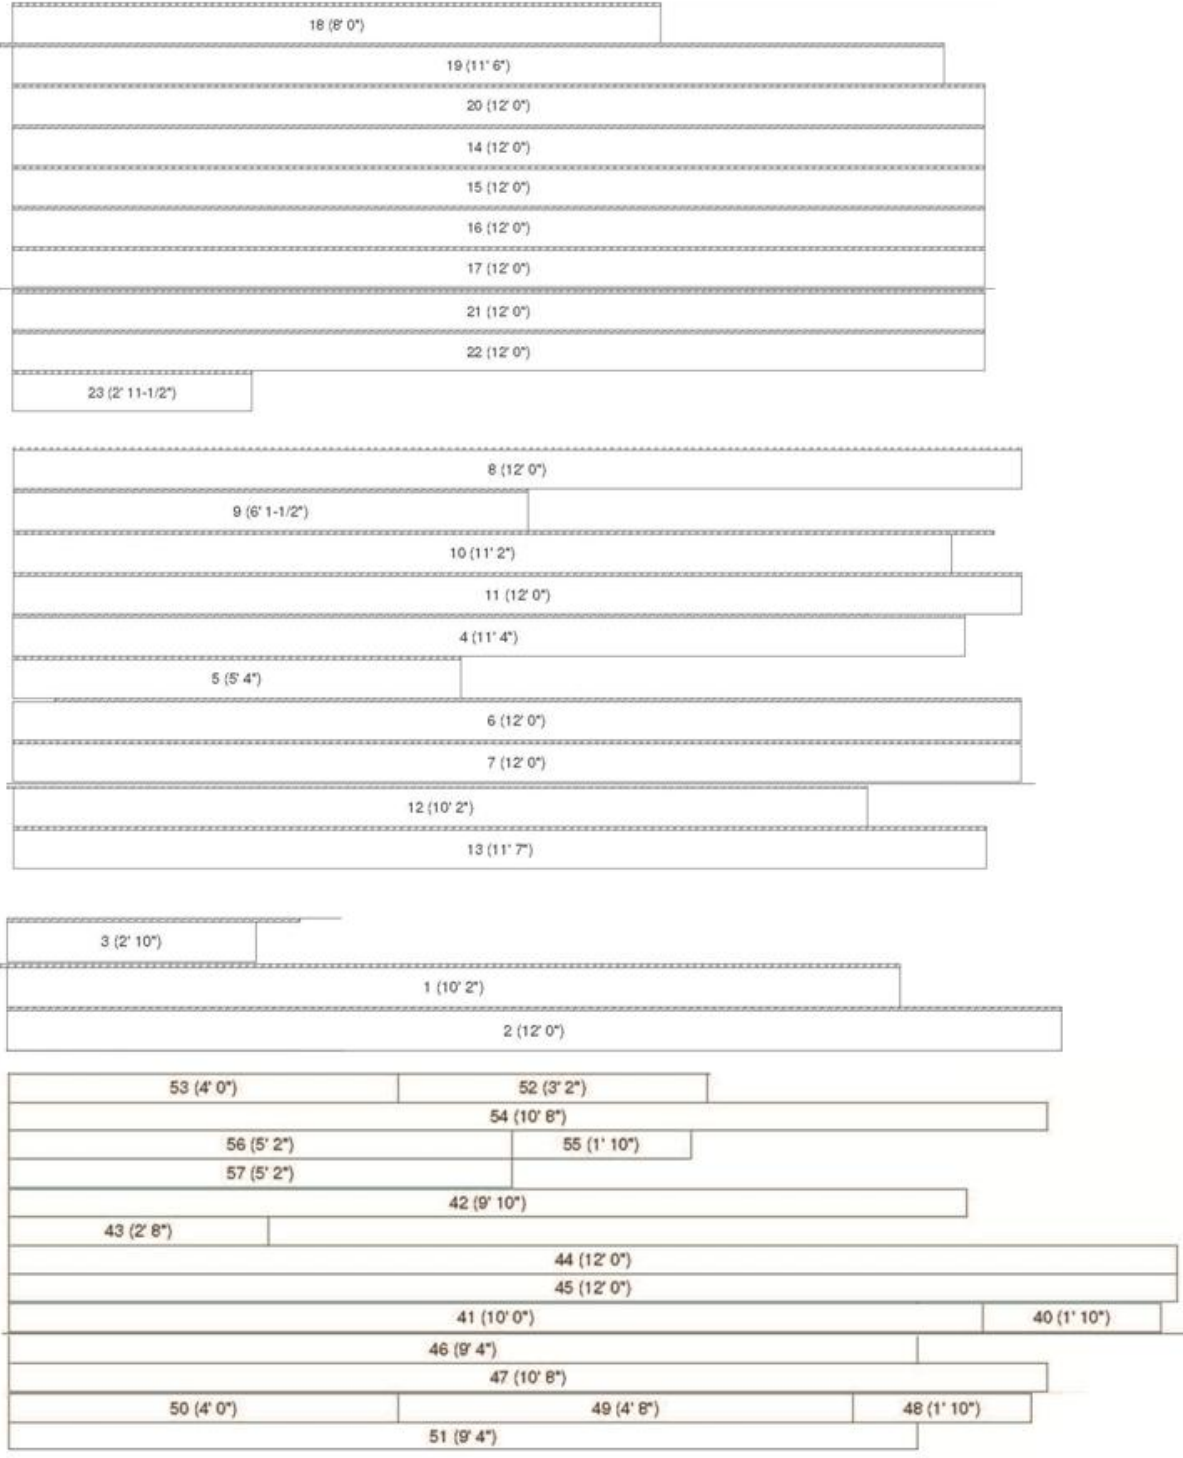 18 (8' 0")
19 (11' 6")
20 (12' 0")
14 (12' 0")
15 (12' 0")
16 (12' 0")
17 (12' 0")
21 (12' 0")
22 (12' 0")
23 (2' 11-1/2")
8 (12' 0")
9 (6' 1-1/2")
10 (11' 2")
11 (12' 0")
4 (11' 4")
5 (5' 4")
6 (12' 0")
7 (12' 0")
12 (10' 2")
13 (11' 7")
3 (2' 10")
1 (10' 2")
2 (12' 0")
53 (4' 0") 52 (3' 2")
54 (10' 8")
56 (5' 2") 55 (1' 10")
57 (5' 2")
42 (9' 10")
43 (2' 8")
44 (12' 0")
45 (12' 0")
41 (10' 0") 40 (1' 10")
46 (9' 4")
47 (10' 8")
50 (4' 0") 49 (4' 8") 48 (1' 10")
51 (9' 4")